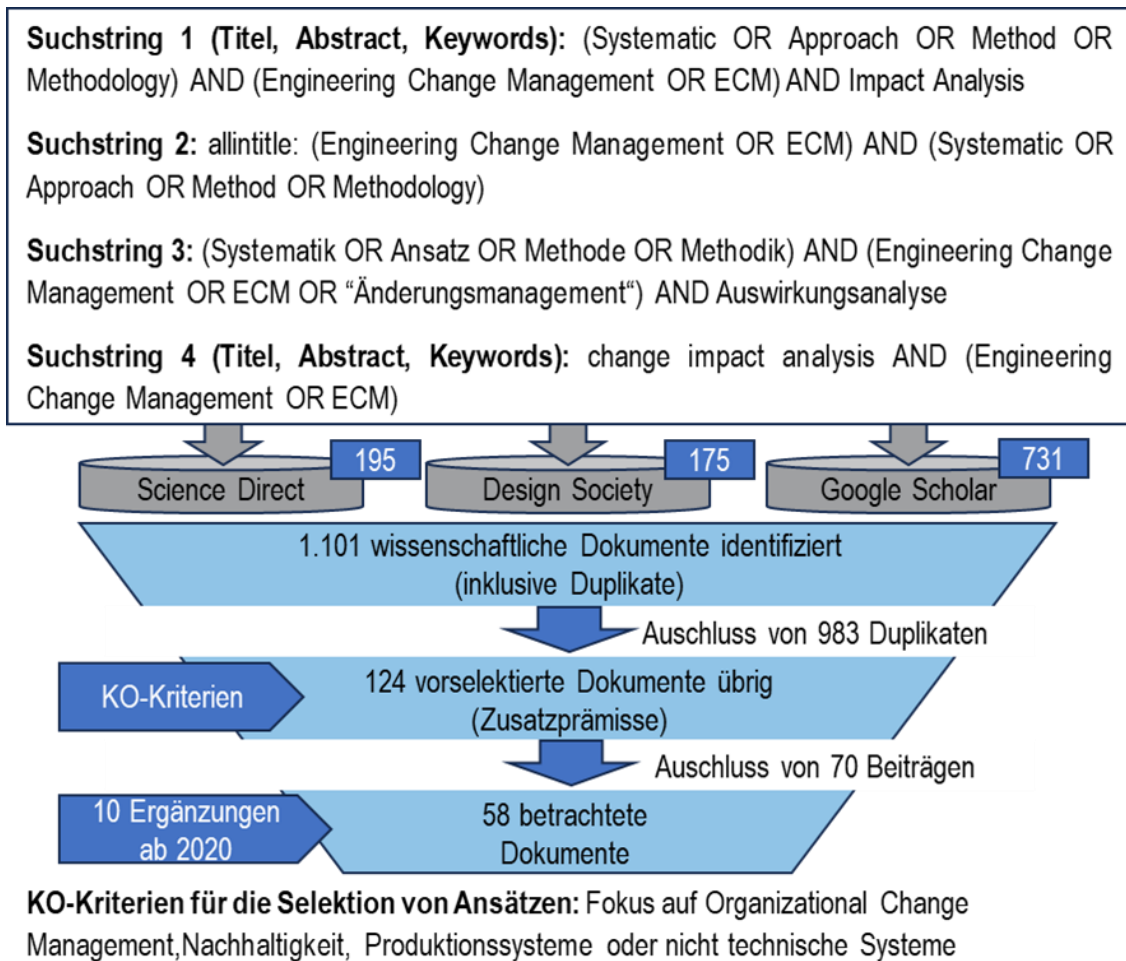 Suchstring 1 (Titel, Abstract, Keywords): (Systematic OR Approach OR Method OR
Methodology) AND (Engineering Change Management OR ECM) AND Impact Analysis
Suchstring 2: allintitle: (Engineering Change Management OR ECM) AND (Systematic OR
Approach OR Method OR Methodology)
Suchstring 3: (Systematik OR Ansatz OR Methode OR Methodik) AND (Engineering Change
Management OR ECM OR “Änderungsmanagement“) AND Auswirkungsanalyse
Suchstring 4 (Titel, Abstract, Keywords): change impact analysis AND (Engineering
Change Management OR ECM)
195
Science Direct
175
Design Society
731
Google Scholar
1.101 wissenschaftliche Dokumente identifiziert
(inklusive Duplikate)
Auschluss von 983 Duplikaten
KO-Kriterien
124 vorselektierte Dokumente übrig
(Zusatzprämisse)
Auschluss von 70 Beiträgen
10 Ergänzungen
ab 2020
58 betrachtete
Dokumente
KO-Kriterien für die Selektion von Ansätzen: Fokus auf Organizational Change
Management,Nachhaltigkeit, Produktionssysteme oder nicht technische Systeme